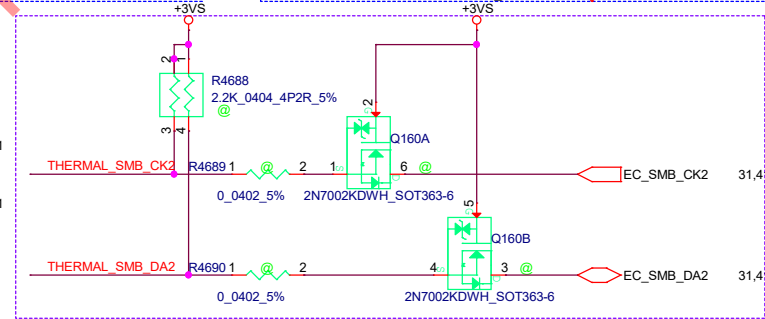 +3VS
+3VS
2
1
R4688
2.2K_0404_4P2R_5%
@
3
4
2
Q160A
THERMAL_SMB_CK2
R4689
1
@
2
1
6
@
EC_SMB_CK2
31,4
0_0402_5%
2N7002KDWH_SOT363-6
5
Q160B
THERMAL_SMB_DA2
R4690
1
@
2
4
3
@
EC_SMB_DA2
31,4
0_0402_5%
2N7002KDWH_SOT363-6